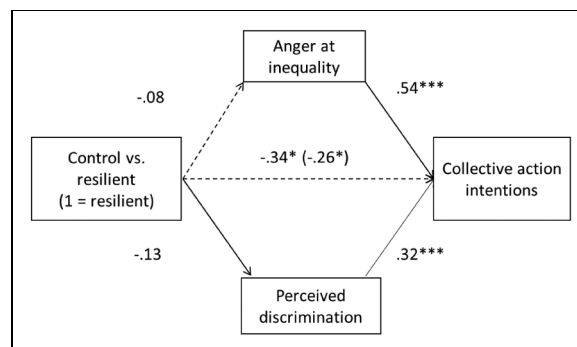 Anger at
inequality
-.08
.54***
Control vs.
resilient
(1 = resilient)
-.34* (-.26*)
Collective action
intentions
-.13
.32***
Perceived
discrimination